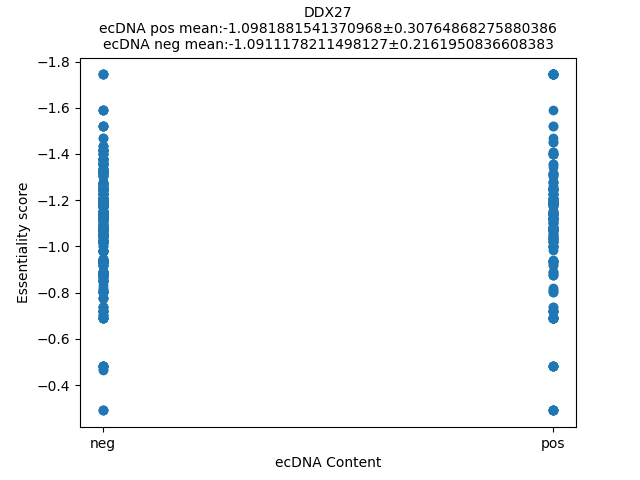 DDX27
ecDNA pos mean:-1.0981881541370968±0.30764868275880386
ecDNA neg mean:-1.0911178211498127±0.2161950836608383
−1.8
−1.6
−1.4
−1.2
−1.0
−0.8
−0.6
−0.4
Essentiality score
neg
pos
ecDNA Content